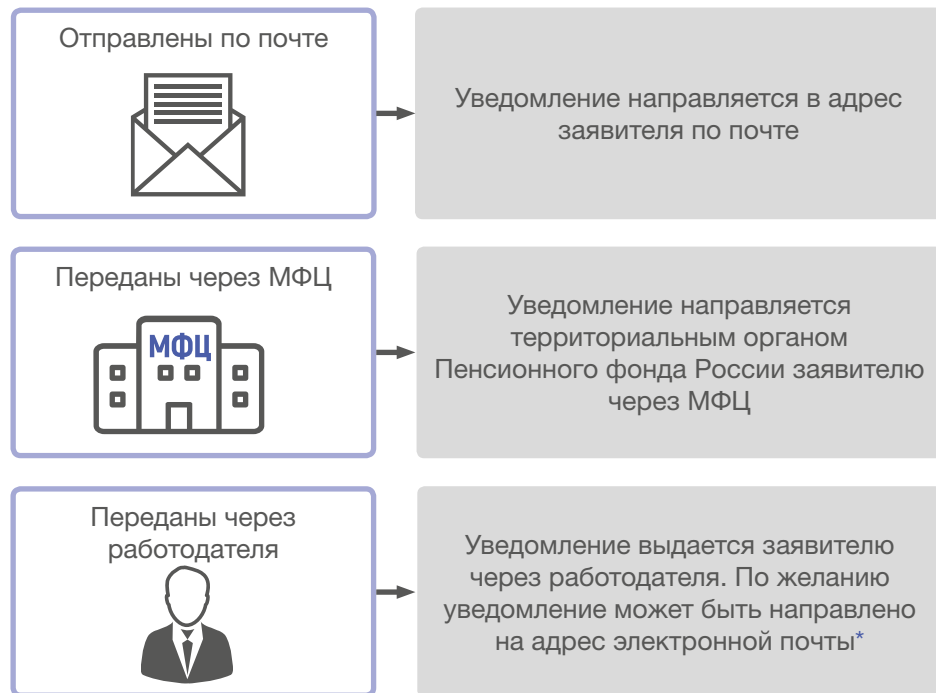 Отправлены по почте
Уведомление направляется в адрес
заявителя по почте
Переданы через МФЦ
МФЦ
Уведомление направляется
территориальным органом
Пенсионного фонда России заявителю
через МФЦ
Переданы через
работодателя
Уведомление выдается заявителю
через работодателя. По желанию
уведомление может быть направлено
на адрес электронной почты*